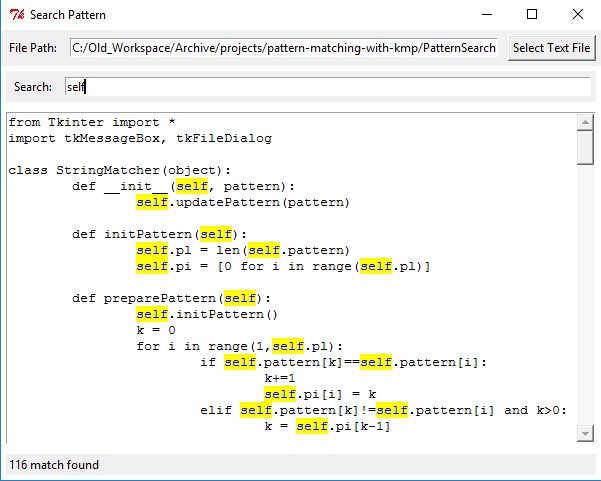 Search Pattern
File Path: C:/Old_Workspace/Archive/projects/pattern-matching-with-kmp/PatternSearch Select Text File
Search: self
from Tkinter import *
import tkMessageBox, tkFileDialog
class StringMatcher(object):
def __init__(self, pattern):
self.updatePattern(pattern)
def initPattern(self):
self.pl = len(self.pattern)
self.pi = [0 for i in range(self.pl)]
def preparePattern(self):
self.initPattern()
k = 0
for i in range(1,self.pl):
if self.pattern[k]==self.pattern[i]:
k+=1
self.pi[i] = k
elif self.pattern[k]!=self.pattern[i] and k>0:
k = self.pi[k-1]
116 match found